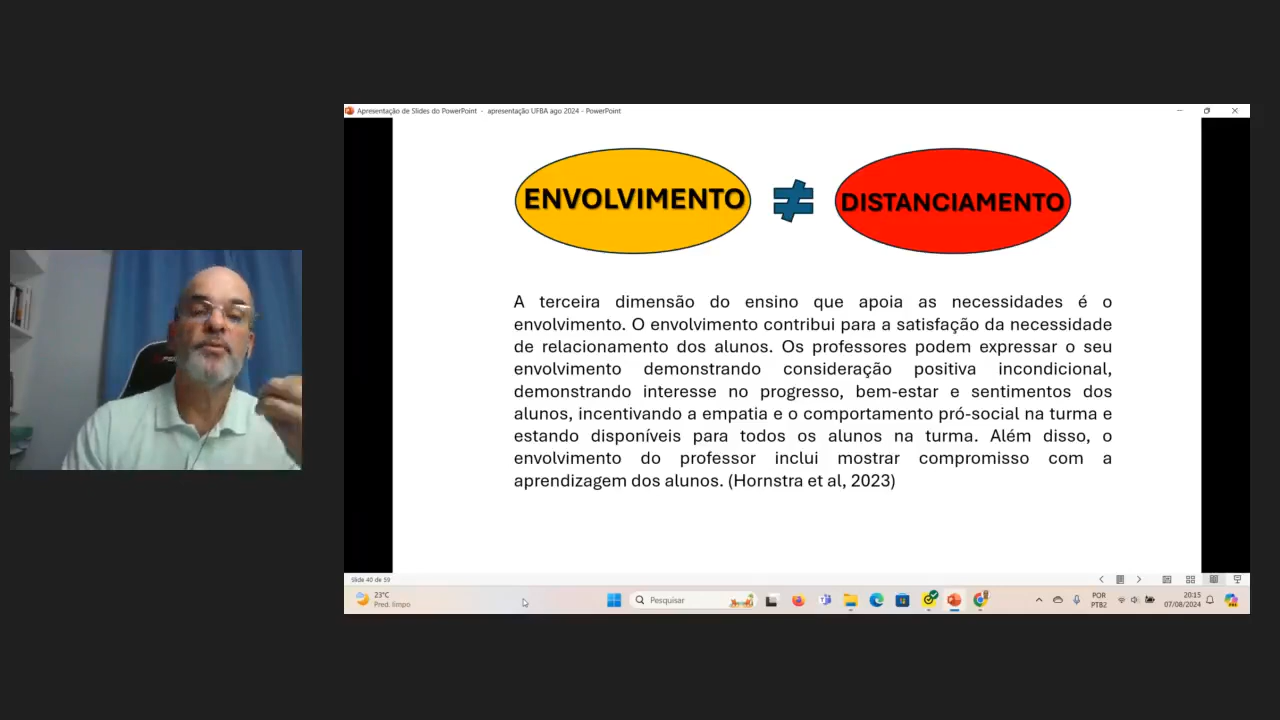 Apresentação de Slides do PowerPoint - apresentação UFBA ago 2024 - PowerPoint
ENVOLVIMENTO ≠ DISTANCIAMENTO
A terceira dimensão do ensino que apoia as necessidades é o
envolvimento. O envolvimento contribui para a satisfação da necessidade
de relacionamento dos alunos. Os professores podem expressar o seu
envolvimento demonstrando consideração positiva incondicional,
demonstrando interesse no progresso, bem-estar e sentimentos dos
alunos, incentivando a empatia e o comportamento pró-social na turma e
estando disponíveis para todos os alunos na turma. Além disso, o
envolvimento do professor inclui mostrar compromisso com a
aprendizagem dos alunos. (Hornstra et al, 2023)
Slide 40 de 59
23°C
Pred. limpo
Pesquisar
POR
PTB2
20:15
07/08/2024